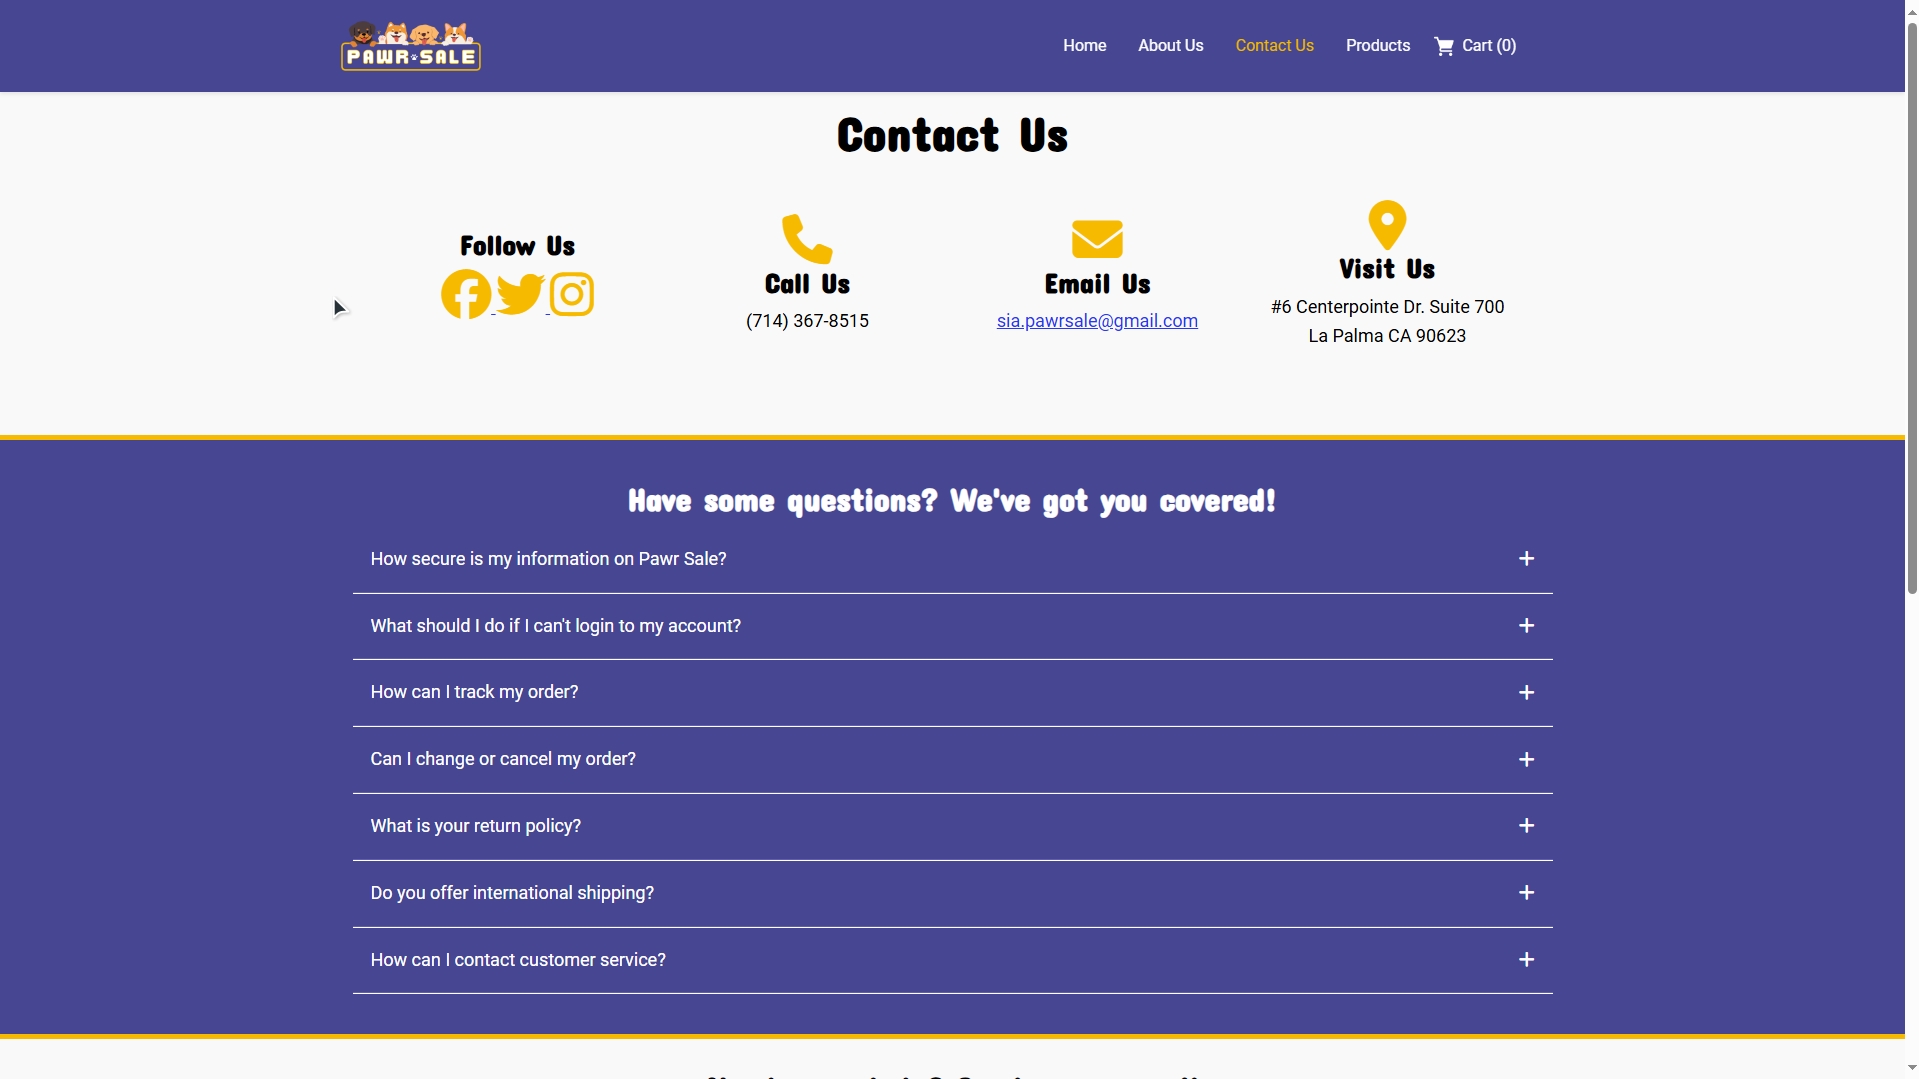 PAWR SALE
Home
About Us
Contact Us
Products
Cart (0)
Contact Us
Follow Us
Call Us
(714) 367-8515
Email Us
sia.pawrsale@gmail.com
Visit Us
#6 Centerpointe Dr. Suite 700
La Palma CA 90623
Have some questions? We've got you covered!
How secure is my information on Pawr Sale?
What should I do if I can't login to my account?
How can I track my order?
Can I change or cancel my order?
What is your return policy?
Do you offer international shipping?
How can I contact customer service?